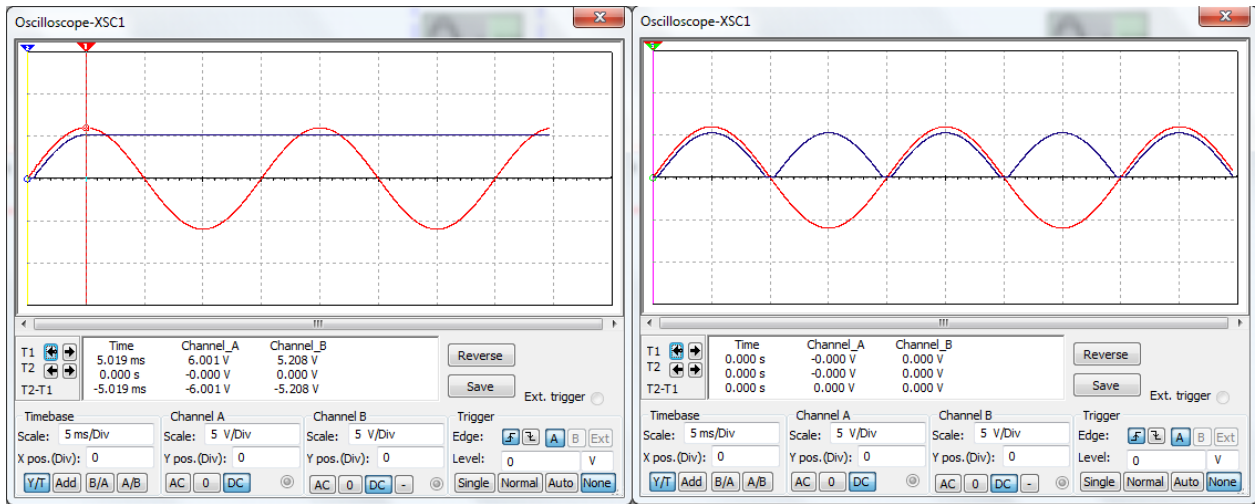 Oscilloscope-XSC1
x
2
1
T1
T2
T2-T1
Time Channel_A Channel_B
5.019 ms 6.001 V 5.208 V
0.000 s -0.000 V 0.000 V
-5.019 ms -6.001 V -5.208 V
Reverse
Save
Ext. trigger
Timebase
Scale: 5 ms/Div
X pos.(Div): 0
Y/T Add B/A A/B
Channel A
Scale: 5 V/Div
Y pos.(Div): 0
AC 0 DC
Channel B
Scale: 5 V/Div
Y pos.(Div): 0
AC 0 DC -
Trigger
Edge: A B Ext
Level: 0 V
Single Normal Auto None
Oscilloscope-XSC1
x
T1
T2
T2-T1
Time Channel_A Channel_B
0.000 s -0.000 V 0.000 V
0.000 s -0.000 V 0.000 V
0.000 s 0.000 V 0.000 V
Reverse
Save
Ext. trigger
Timebase
Scale: 5 ms/Div
X pos.(Div): 0
Y/T Add B/A A/B
Channel A
Scale: 5 V/Div
Y pos.(Div): 0
AC 0 DC
Channel B
Scale: 5 V/Div
Y pos.(Div): 0
AC 0 DC -
Trigger
Edge: A B Ext
Level: 0 V
Single Normal Auto None